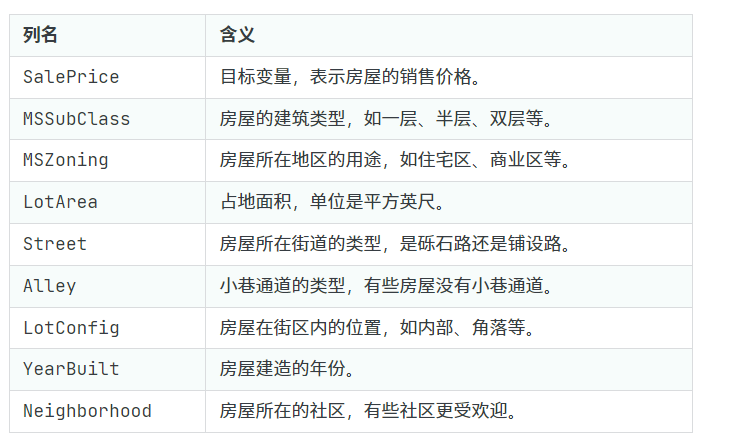 列名 含义
SalePrice 目标变量，表示房屋的销售价格。
MSSubClass 房屋的建筑类型，如一层、半层、双层等。
MSZoning 房屋所在地区的用途，如住宅区、商业区等。
LotArea 占地面积，单位是平方英尺。
Street 房屋所在街道的类型，是砾石路还是铺设路。
Alley 小巷通道的类型，有些房屋没有小巷通道。
LotConfig 房屋在街区内的位置，如内部、角落等。
YearBuilt 房屋建造的年份。
Neighborhood 房屋所在的社区，有些社区更受欢迎。